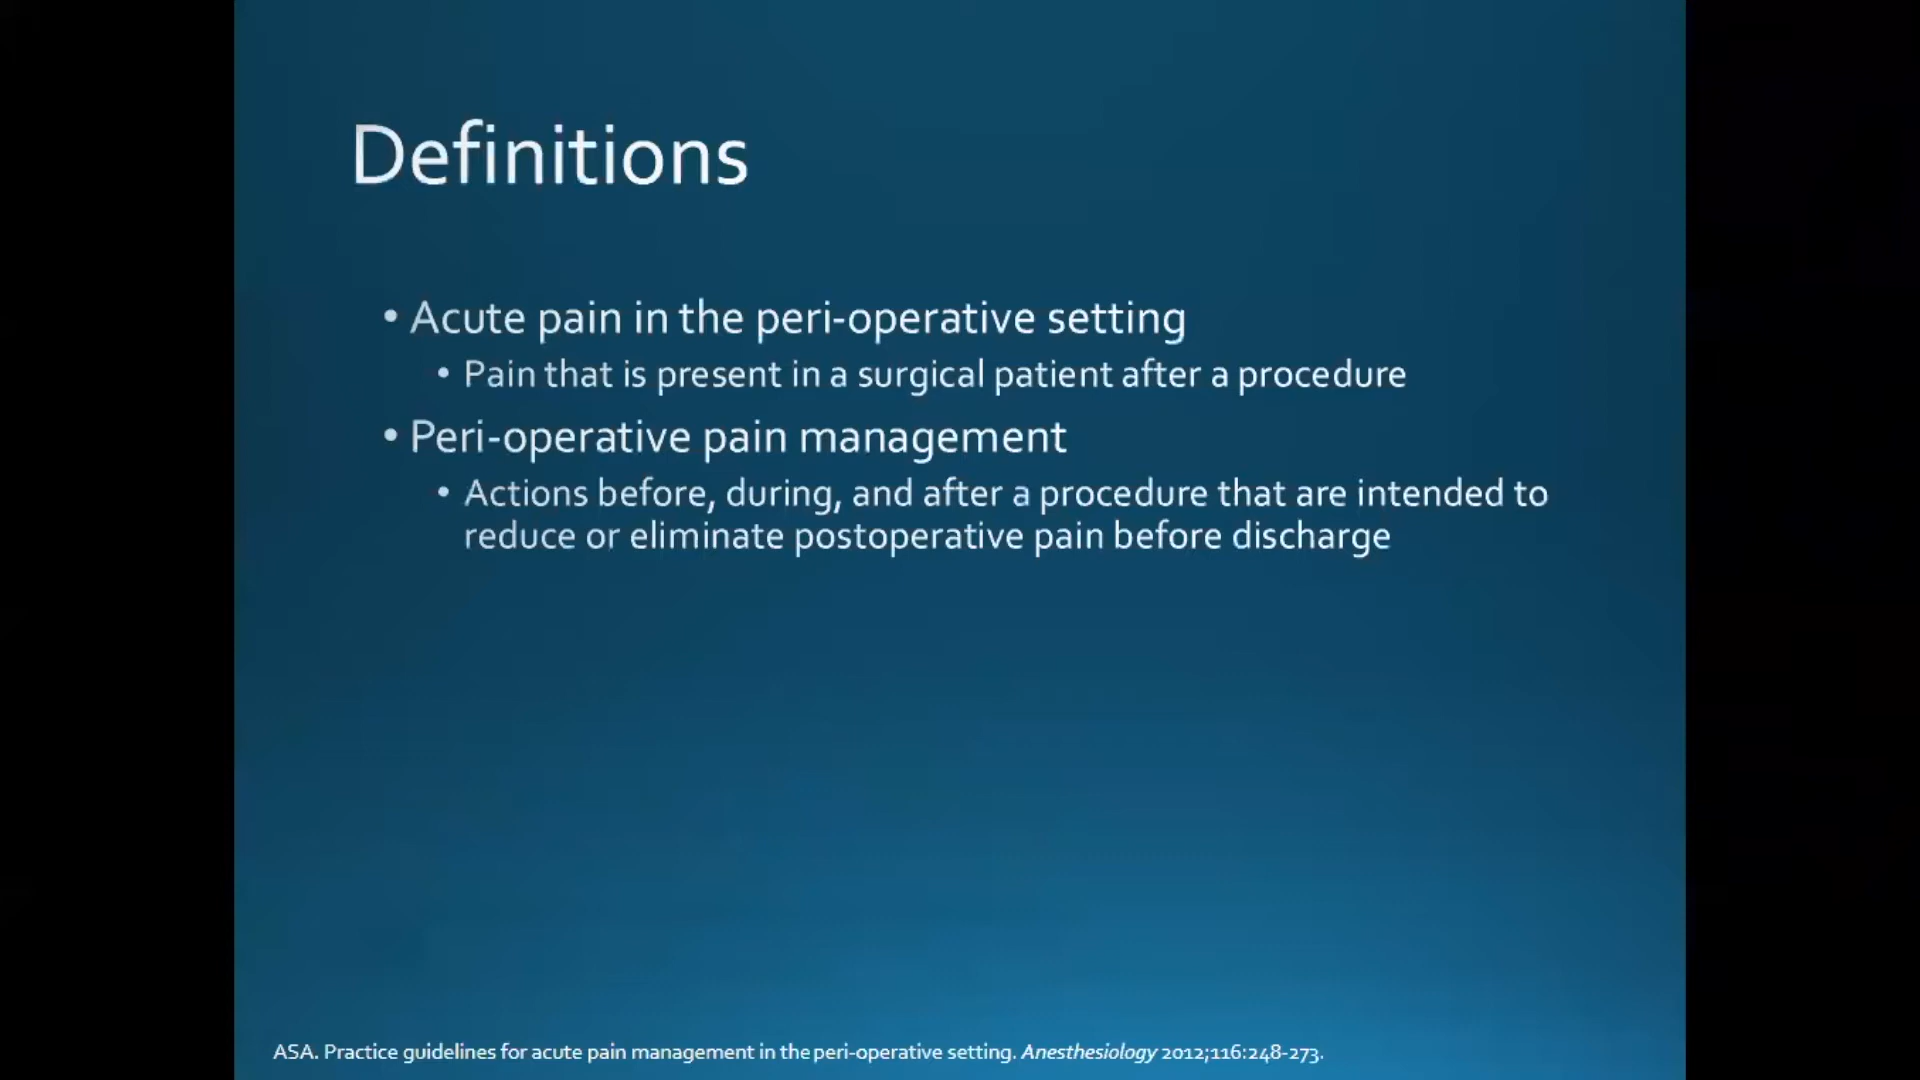 Definitions
• Acute pain in the peri-operative setting
• Pain that is present in a surgical patient after a procedure
• Peri-operative pain management
• Actions before, during, and after a procedure that are intended to
reduce or eliminate postoperative pain before discharge
ASA. Practice guidelines for acute pain management in the peri-operative setting. Anesthesiology 2012;116:248-273.